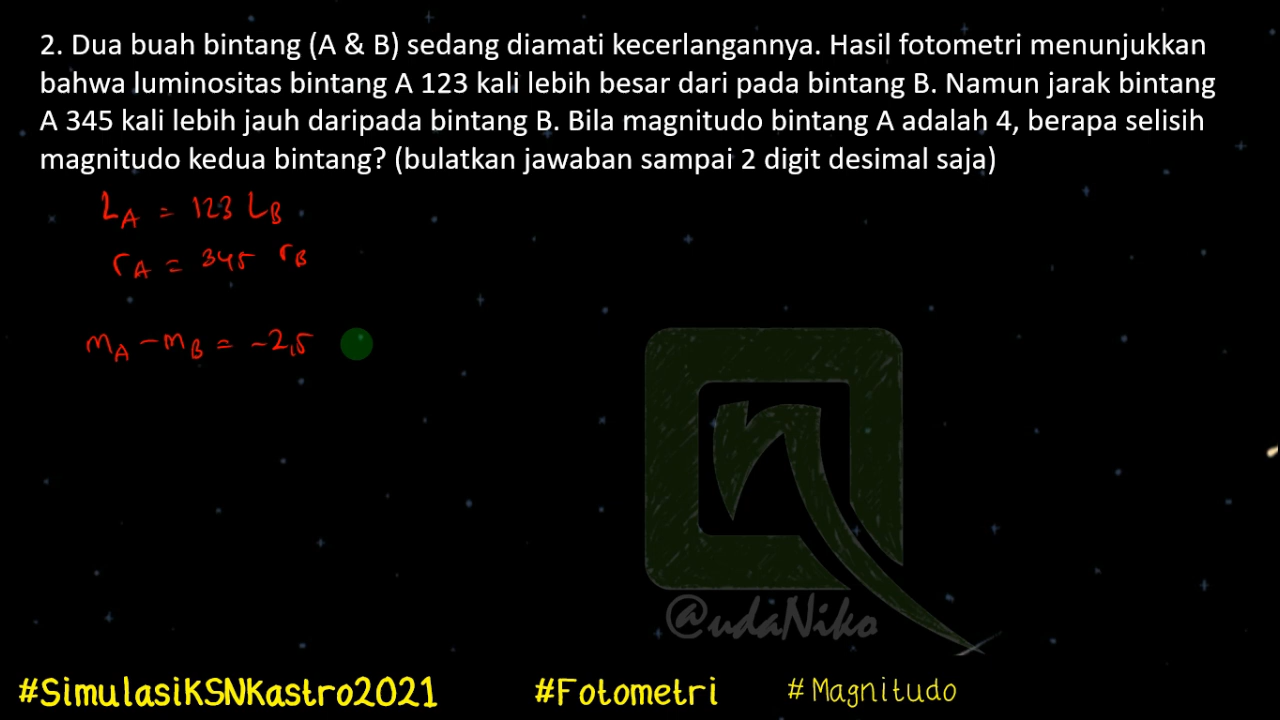 2. Dua buah bintang (A & B) sedang diamati kecerlangannya. Hasil fotometri menunjukkan
bahwa luminositas bintang A 123 kali lebih besar dari pada bintang B. Namun jarak bintang
A 345 kali lebih jauh daripada bintang B. Bila magnitudo bintang A adalah 4, berapa selisih
magnitudo kedua bintang? (bulatkan jawaban sampai 2 digit desimal saja)
L_A = 123 L_B
r_A = 345 r_B
m_A - m_B = -2,5
@udaNiko
#SimulasiKSNKastro2021 #Fotometri #Magnitudo